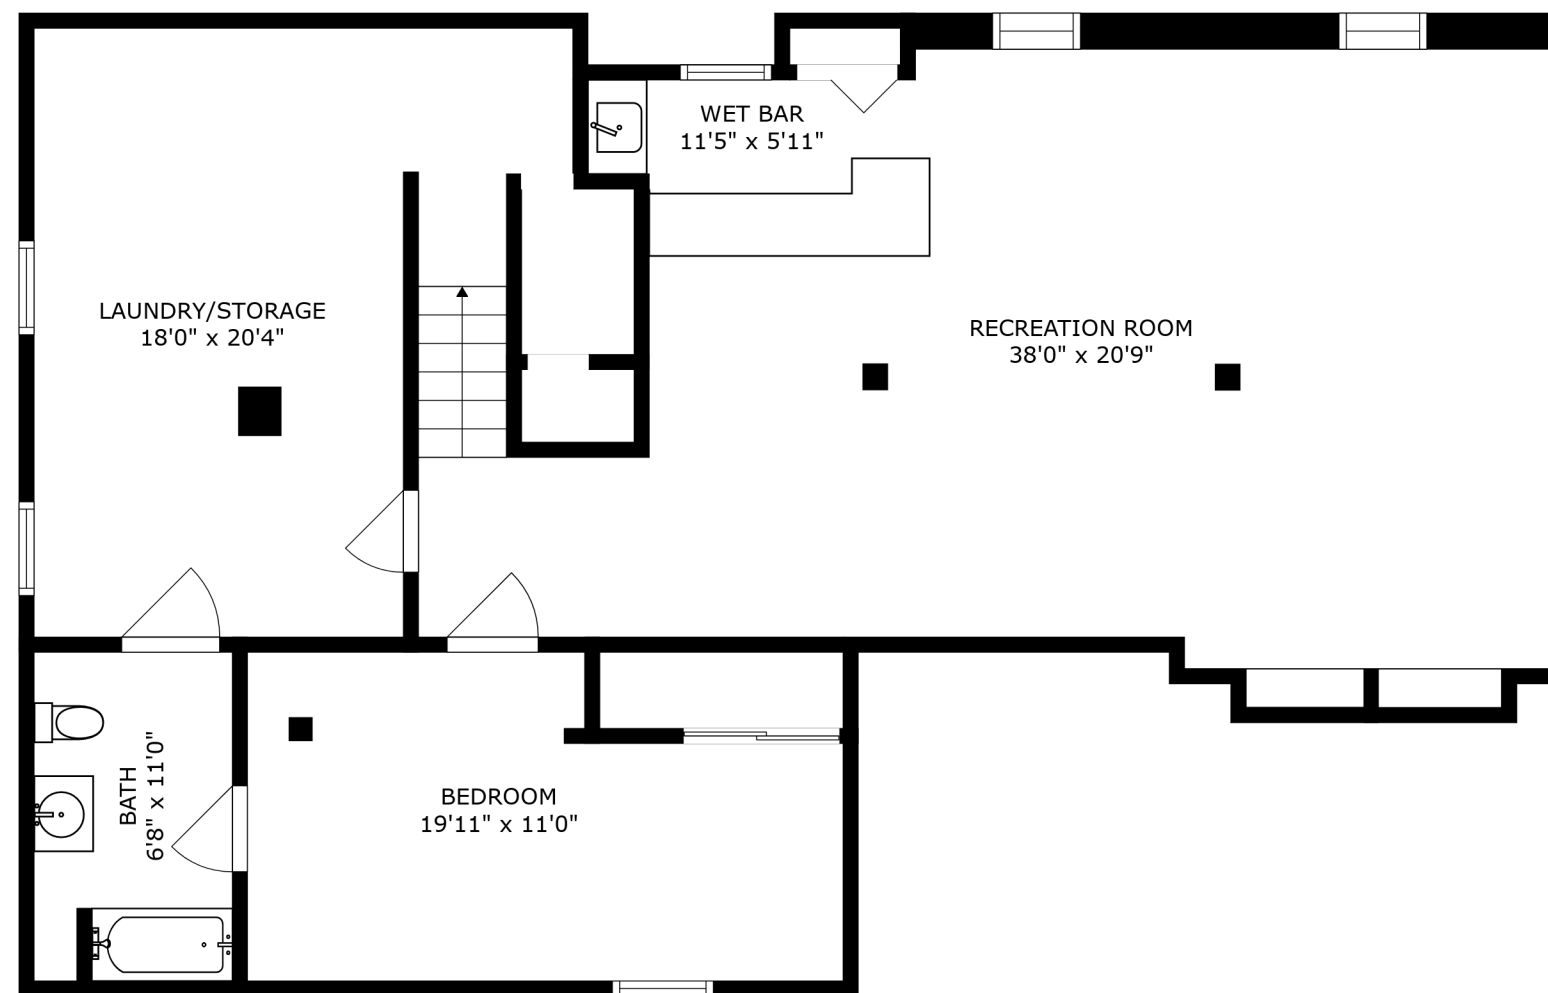 WET BAR
11'5" x 5'11"
LAUNDRY/STORAGE
18'0" x 20'4"
RECREATION ROOM
38'0" x 20'9"
BATH
6'8" x 11'0"
BEDROOM
19'11" x 11'0"